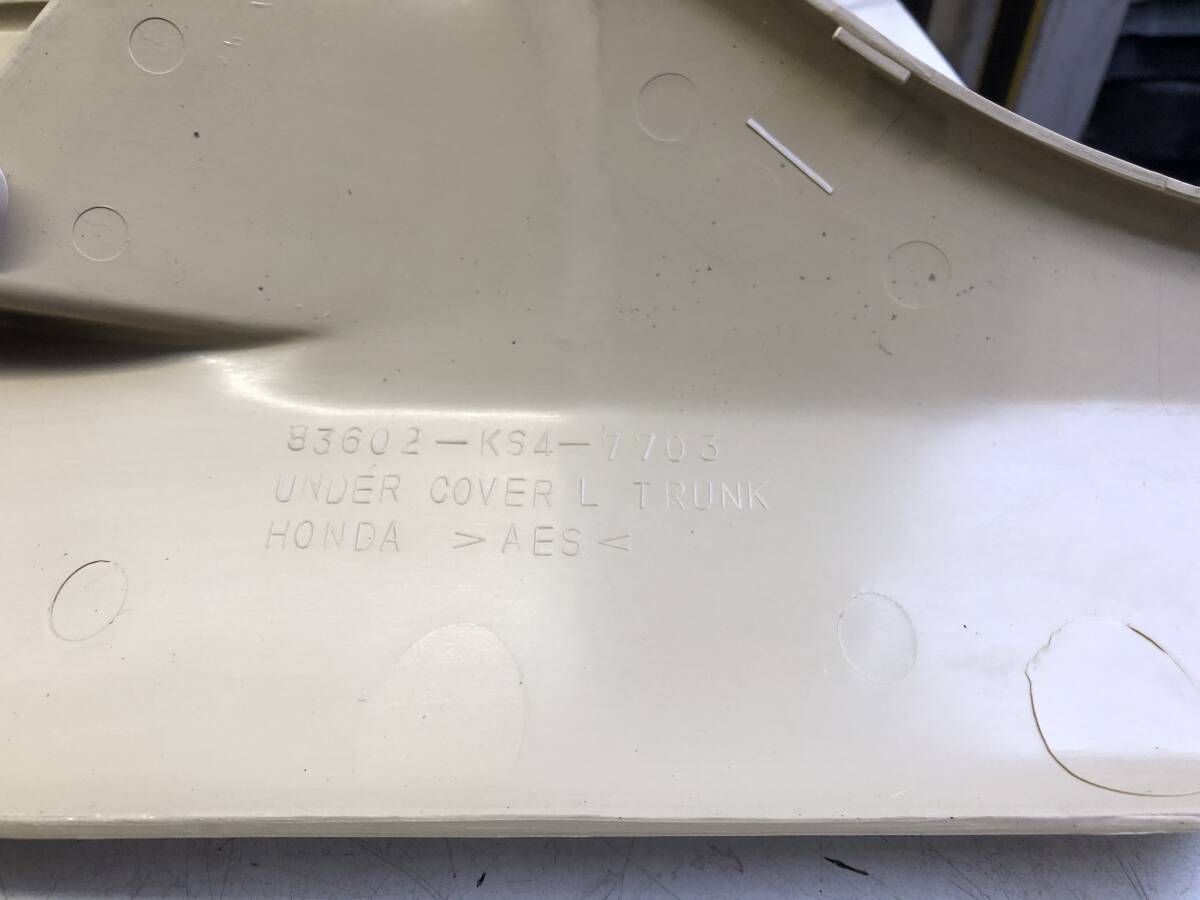 83602-KS4-7703
UNDER COVER L TRUNK
HONDA >AES<